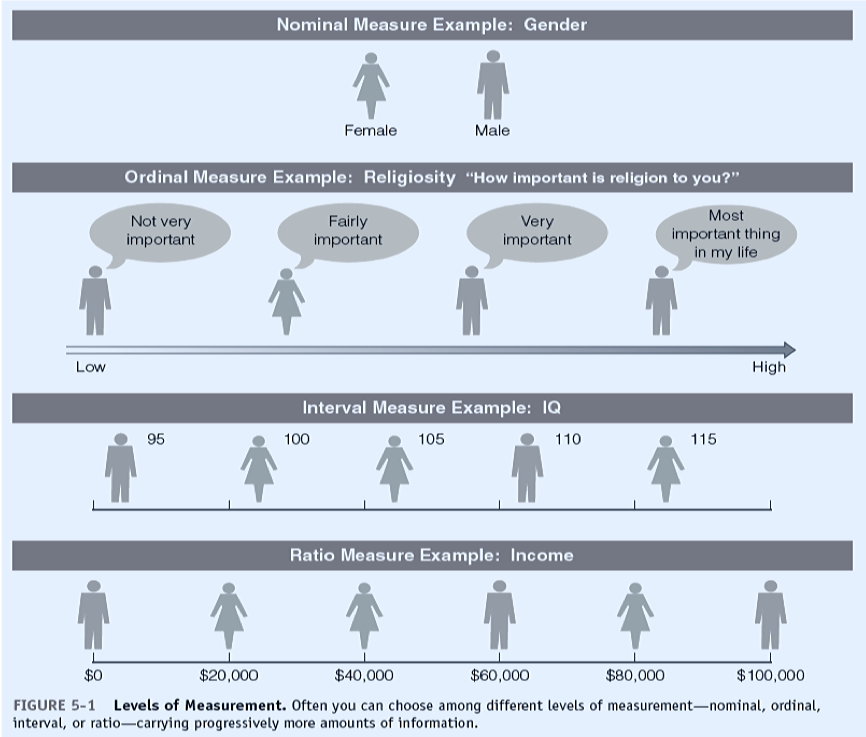 Nominal Measure Example: Gender
Female Male
Ordinal Measure Example: Religiosity “How important is religion to you?”
Not very
important
Fairly
important
Very
important
Most
important thing
in my life
Low High
Interval Measure Example: IQ
95 100 105 110 115
Ratio Measure Example: Income
$0 $20,000 $40,000 $60,000 $80,000 $100,000
FIGURE 5-1 Levels of Measurement. Often you can choose among different levels of measurement—nominal, ordinal,
interval, or ratio—carrying progressively more amounts of information.